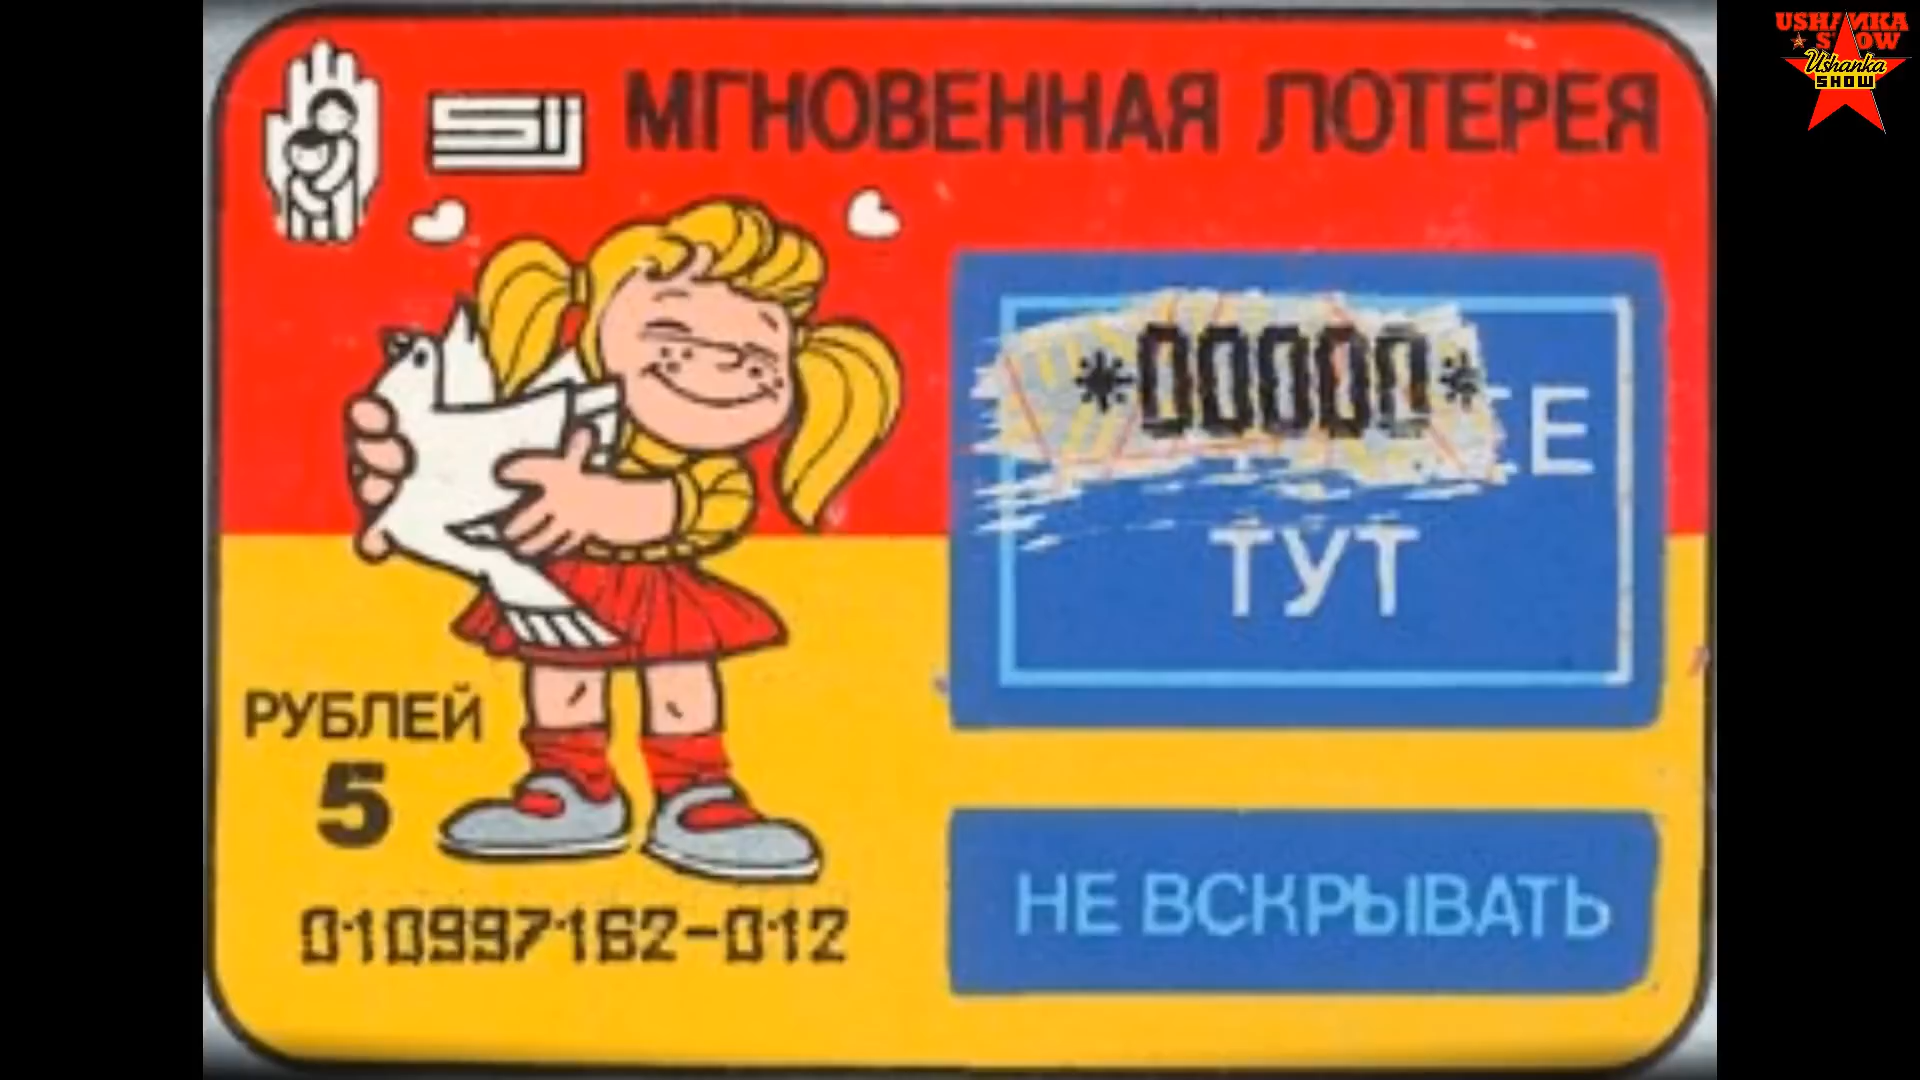 USHANKA
SHOW
Ushanka
SHOW
МГНОВЕННАЯ ЛОТЕРЕЯ
*00000*
ТУТ
РУБЛЕЙ
5
010997162-012
НЕ ВСКРЫВАТЬ